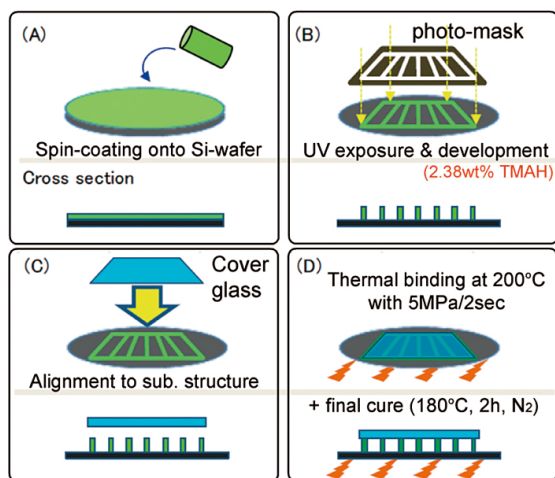 (A)
Spin-coating onto Si-wafer
Cross section
(B)
photo-mask
UV exposure & development
(2.38wt% TMAH)
(C)
Cover
glass
Alignment to sub. structure
(D)
Thermal binding at 200°C
with 5MPa/2sec
+ final cure (180°C, 2h, N₂)